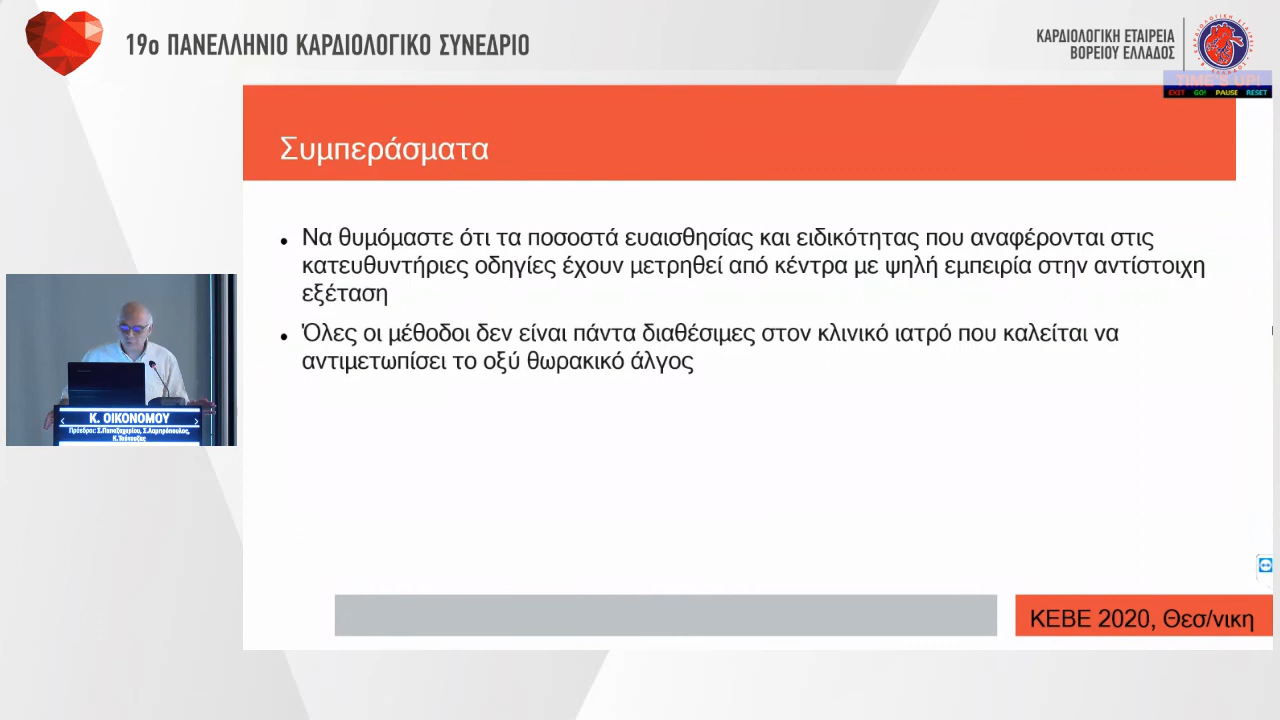 19ο ΠΑΝΕΛΛΗΝΙΟ ΚΑΡΔΙΟΛΟΓΙΚΟ ΣΥΝΕΔΡΙΟ
ΚΑΡΔΙΟΛΟΓΙΚΗ ΕΤΑΙΡΕΙΑ
ΒΟΡΕΙΟΥ ΕΛΛΑΔΟΣ
TIME'S UP!
EXIT GO! PAUSE RESET
Συμπεράσματα
• Να θυμόμαστε ότι τα ποσοστά ευαισθησίας και ειδικότητας που αναφέρονται στις
κατευθυντήριες οδηγίες έχουν μετρηθεί από κέντρα με ψηλή εμπειρία στην αντίστοιχη
εξέταση
• Όλες οι μέθοδοι δεν είναι πάντα διαθέσιμες στον κλινικό ιατρό που καλείται να
αντιμετωπίσει το οξύ θωρακικό άλγος
Κ. ΟΙΚΟΝΟΜΟΥ
Πρόεδροι: Σ.Παπαζαχαρίου, Σ.Λαμπρόπουλος,
ΚΕΒΕ 2020, Θεσ/νικη